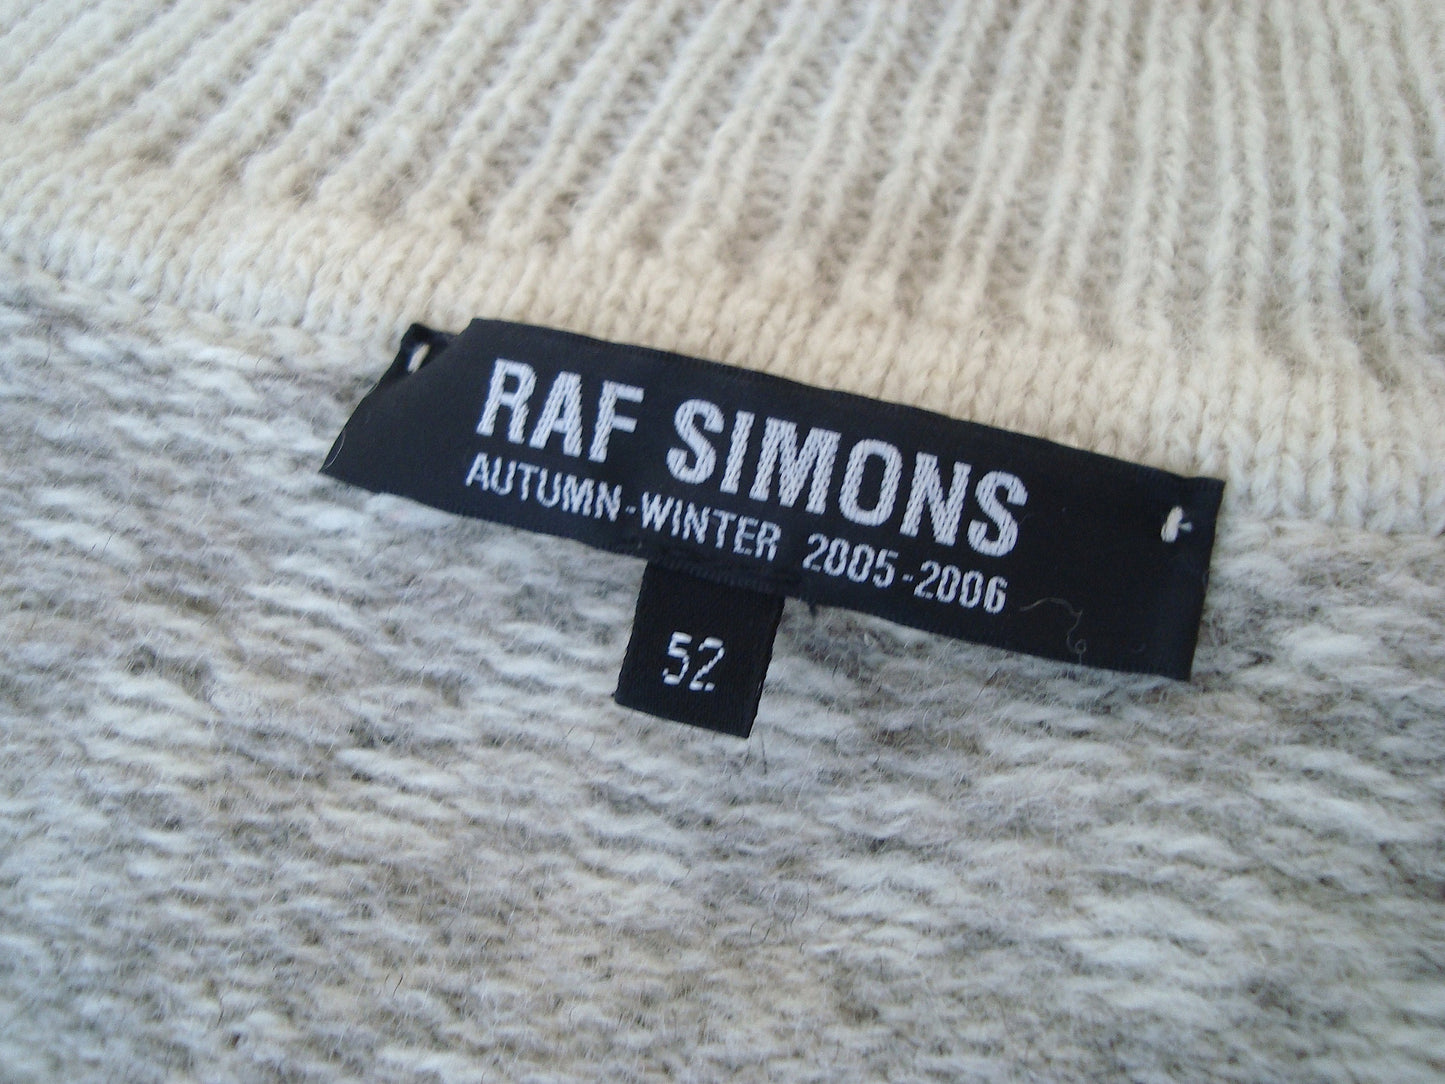 RAF SIMONS
AUTUMN-WINTER 2005-2006
52